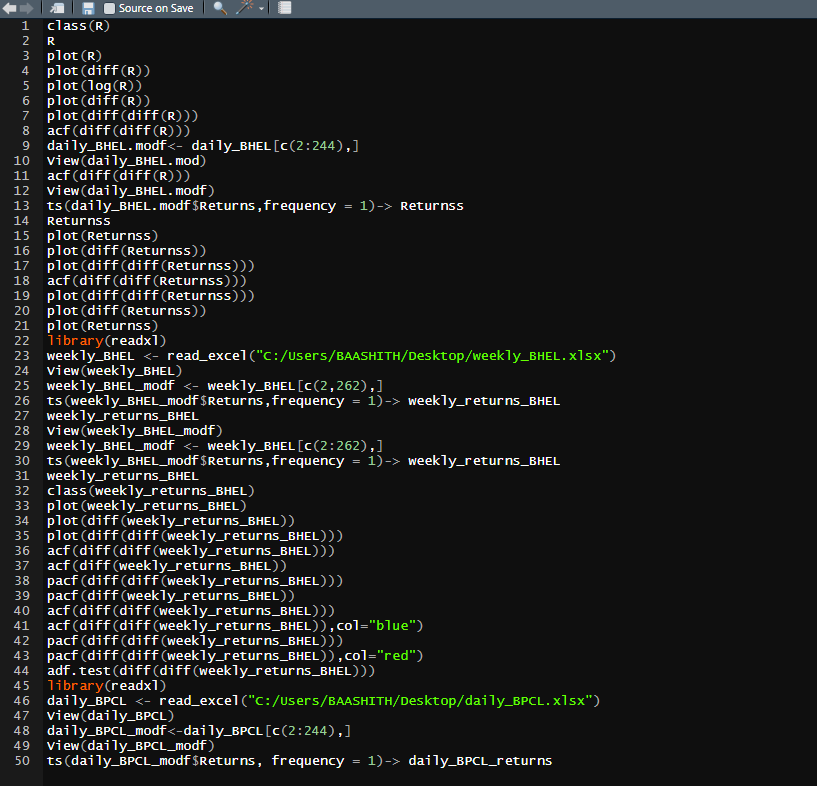 Source on Save
1 class(R)
2 R
3 plot(R)
4 plot(diff(R))
5 plot(log(R))
6 plot(diff(R))
7 plot(diff(diff(R)))
8 acf(diff(diff(R)))
9 daily_BHEL.modf<- daily_BHEL[c(2:244),]
10 View(daily_BHEL.mod)
11 acf(diff(diff(R)))
12 View(daily_BHEL.modf)
13 ts(daily_BHEL.modf$Returns,frequency = 1)-> Returnss
14 Returnss
15 plot(Returnss)
16 plot(diff(Returnss))
17 plot(diff(diff(Returnss)))
18 acf(diff(diff(Returnss)))
19 plot(diff(diff(Returnss)))
20 plot(diff(Returnss))
21 plot(Returnss)
22 library(readxl)
23 weekly_BHEL <- read_excel("C:/Users/BAASHITH/Desktop/weekly_BHEL.xlsx")
24 View(weekly_BHEL)
25 weekly_BHEL_modf <- weekly_BHEL[c(2,262),]
26 ts(weekly_BHEL_modf$Returns,frequency = 1)-> weekly_returns_BHEL
27 weekly_returns_BHEL
28 View(weekly_BHEL_modf)
29 weekly_BHEL_modf <- weekly_BHEL[c(2:262),]
30 ts(weekly_BHEL_modf$Returns,frequency = 1)-> weekly_returns_BHEL
31 weekly_returns_BHEL
32 class(weekly_returns_BHEL)
33 plot(weekly_returns_BHEL)
34 plot(diff(weekly_returns_BHEL))
35 plot(diff(diff(weekly_returns_BHEL)))
36 acf(diff(diff(weekly_returns_BHEL)))
37 acf(diff(weekly_returns_BHEL))
38 pacf(diff(diff(weekly_returns_BHEL)))
39 pacf(diff(weekly_returns_BHEL))
40 acf(diff(diff(weekly_returns_BHEL)))
41 acf(diff(diff(weekly_returns_BHEL)),col="blue")
42 pacf(diff(diff(weekly_returns_BHEL)))
43 pacf(diff(diff(weekly_returns_BHEL)),col="red")
44 adf.test(diff(diff(weekly_returns_BHEL)))
45 library(readxl)
46 daily_BPCL <- read_excel("C:/Users/BAASHITH/Desktop/daily_BPCL.xlsx")
47 View(daily_BPCL)
48 daily_BPCL_modf<-daily_BPCL[c(2:244),]
49 View(daily_BPCL_modf)
50 ts(daily_BPCL_modf$Returns, frequency = 1)-> daily_BPCL_returns